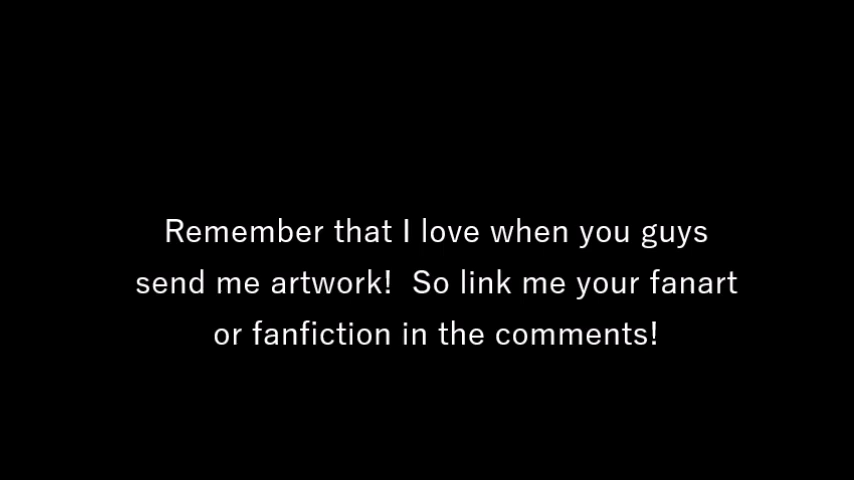 Remember that I love when you guys
send me artwork!  So link me your fanart
or fanfiction in the comments!